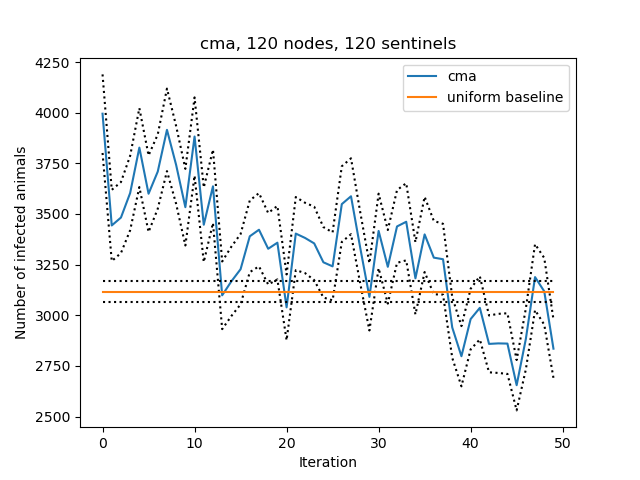 cma, 120 nodes, 120 sentinels
cma
uniform baseline
Number of infected animals
4250
4000
3750
3500
3250
3000
2750
2500
0 10 20 30 40 50
Iteration